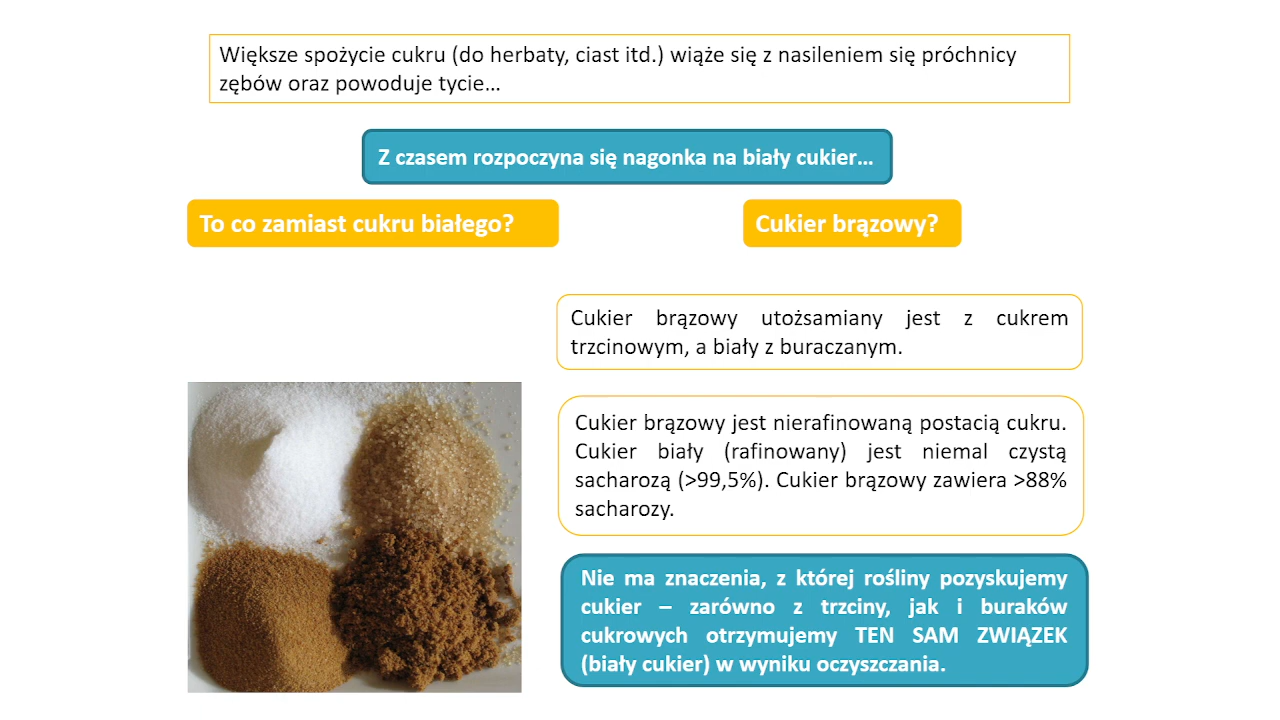 Większe spożycie cukru (do herbaty, ciast itd.) wiąże się z nasileniem się próchnicy
zębów oraz powoduje tycie…
Z czasem rozpoczyna się nagonka na biały cukier…
To co zamiast cukru białego?
Cukier brązowy?
Cukier brązowy utożsamiany jest z cukrem
trzcinowym, a biały z buraczanym.
Cukier brązowy jest nierafinowaną postacią cukru.
Cukier biały (rafinowany) jest niemal czystą
sacharozą (>99,5%). Cukier brązowy zawiera >88%
sacharozy.
Nie ma znaczenia, z której rośliny pozyskujemy
cukier – zarówno z trzciny, jak i buraków
cukrowych otrzymujemy TEN SAM ZWIĄZEK
(biały cukier) w wyniku oczyszczania.